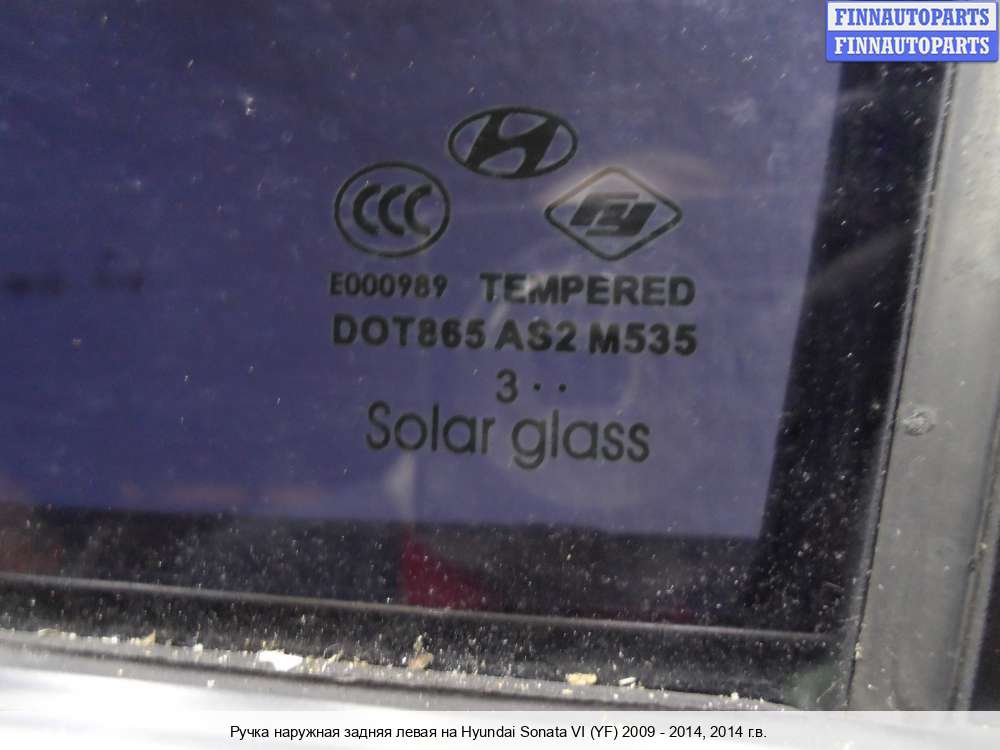 FINNAUTOPARTS
FINNAUTOPARTS
CCC
FY
E000989 TEMPERED
DOT865 AS2 M535
3 · ·
Solar glass
Ручка наружная задняя левая на Hyundai Sonata VI (YF) 2009 - 2014, 2014 г.в.